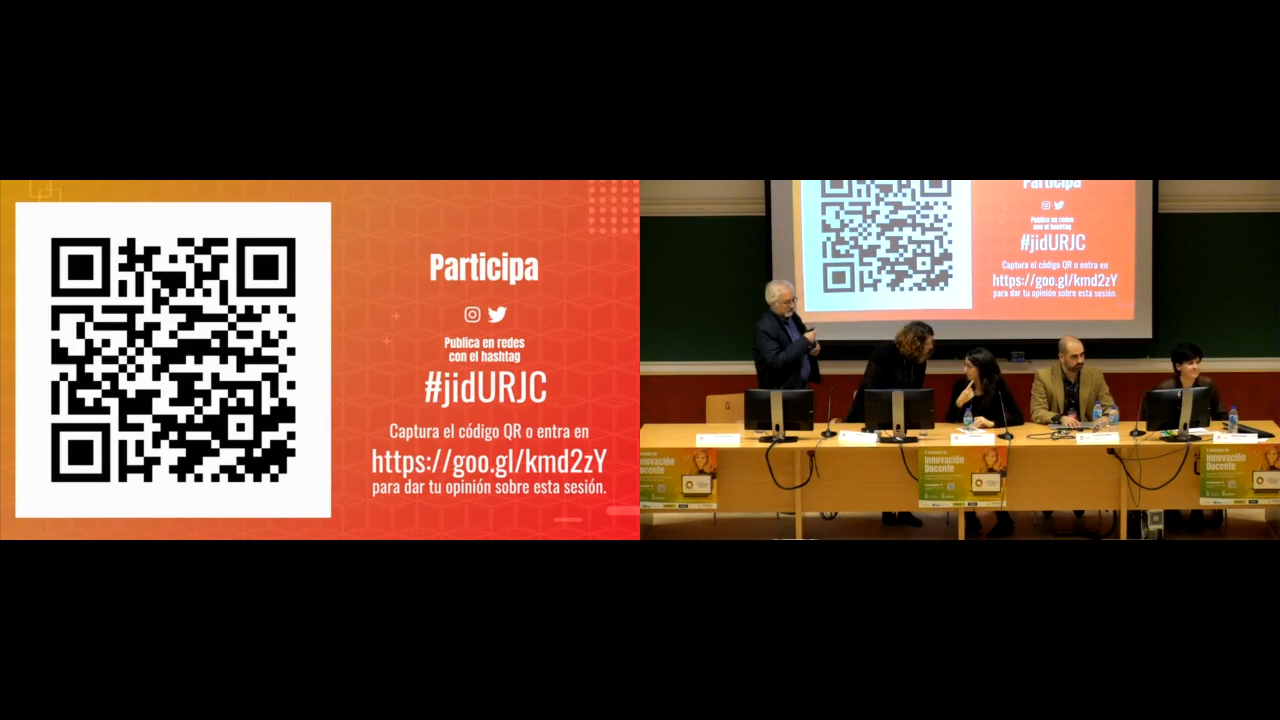 Participa
Publica en redes
con el hashtag
#jidURJC
Captura el código QR o entra en
https://goo.gl/kmd2zY
para dar tu opinión sobre esta sesión.
Participa
Publica en redes
con el hashtag
#jidURJC
Captura el código QR o entra en
https://goo.gl/kmd2zY
para dar tu opinión sobre esta sesión.
Innovación
Docente
Innovación
Docente
Innovación
Docente